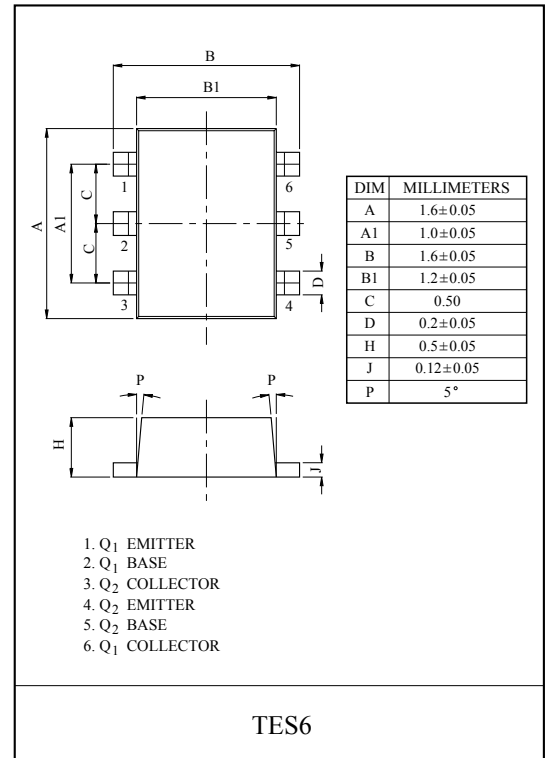 B
B1
A
A1
C
C
D
1
2
3
4
5
6
DIM MILLIMETERS
A 1.6±0.05
A1 1.0±0.05
B 1.6±0.05
B1 1.2±0.05
C 0.50
D 0.2±0.05
H 0.5±0.05
J 0.12±0.05
P 5°
P
P
H
J
1. Q1 EMITTER
2. Q1 BASE
3. Q2 COLLECTOR
4. Q2 EMITTER
5. Q2 BASE
6. Q1 COLLECTOR
TES6